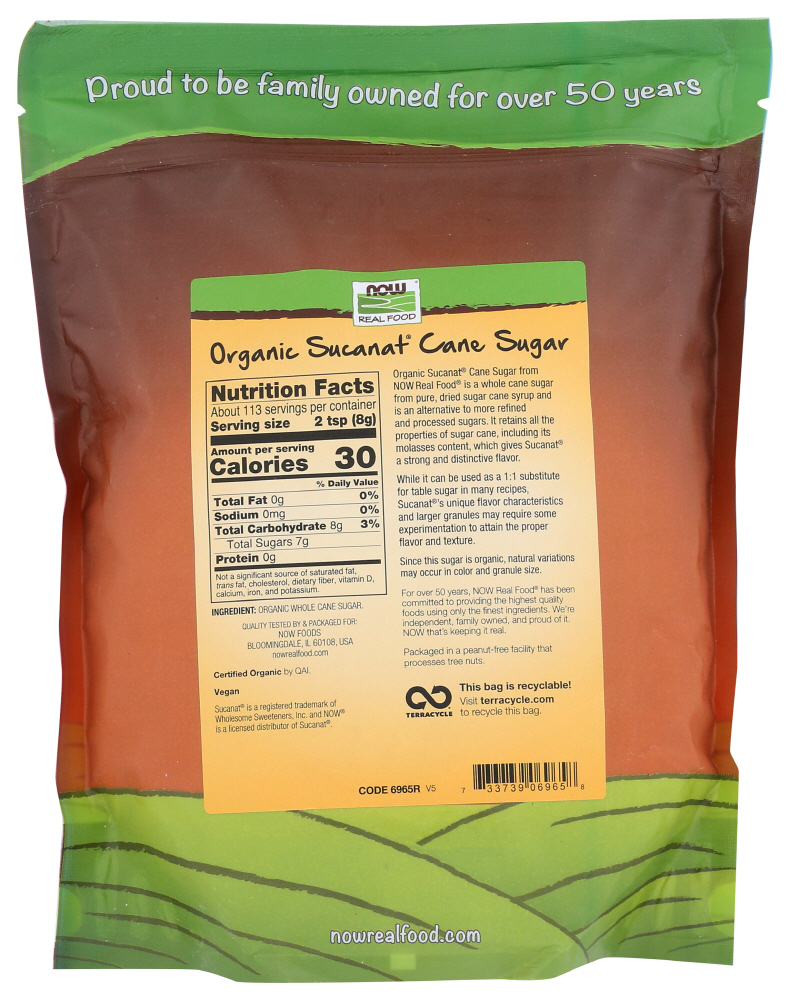 Proud to be family owned for over 50 years
NOW
REAL FOOD
Organic Sucanat® Cane Sugar
Nutrition Facts
About 113 servings per container
Serving size 2 tsp (8g)
Amount per serving
Calories 30
% Daily Value
Total Fat 0g 0%
Sodium 0mg 0%
Total Carbohydrate 8g 3%
Total Sugars 7g
Protein 0g
Not a significant source of saturated fat,
trans fat, cholesterol, dietary fiber, vitamin D,
calcium, iron, and potassium.
INGREDIENT: ORGANIC WHOLE CANE SUGAR.
QUALITY TESTED BY & PACKAGED FOR:
NOW FOODS
BLOOMINGDALE, IL 60108, USA
nowrealfood.com
Certified Organic by QAI.
Vegan
Sucanat® is a registered trademark of
Wholesome Sweeteners, Inc. and NOW®
is a licensed distributor of Sucanat®.
Organic Sucanat® Cane Sugar from
NOW Real Food® is a whole cane sugar
from pure, dried sugar cane syrup and
is an alternative to more refined
and processed sugars. It retains all the
properties of sugar cane, including its
molasses content, which gives Sucanat®
a strong and distinctive flavor.
While it can be used as a 1:1 substitute
for table sugar in many recipes,
Sucanat®'s unique flavor characteristics
and larger granules may require some
experimentation to attain the proper
flavor and texture.
Since this sugar is organic, natural variations
may occur in color and granule size.
For over 50 years, NOW Real Food® has been
committed to providing the highest quality
foods using only the finest ingredients. We're
independent, family owned, and proud of it.
NOW that's keeping it real.
Packaged in a peanut-free facility that
processes tree nuts.
TERRACYCLE
This bag is recyclable!
Visit terracycle.com
to recycle this bag.
CODE 6965R V5
7 33739 06965 8
nowrealfood.com